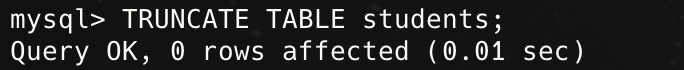 mysql> TRUNCATE TABLE students;
Query OK, 0 rows affected (0.01 sec)